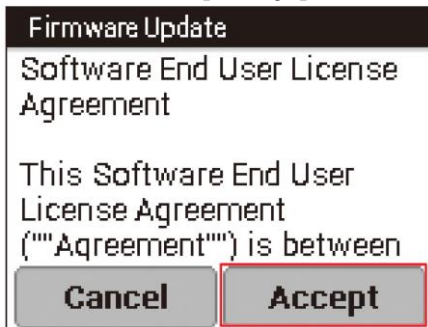 Firmware Update
Software End User License
Agreement
This Software End User
License Agreement
(""Agreement"") is between
Cancel
Accept